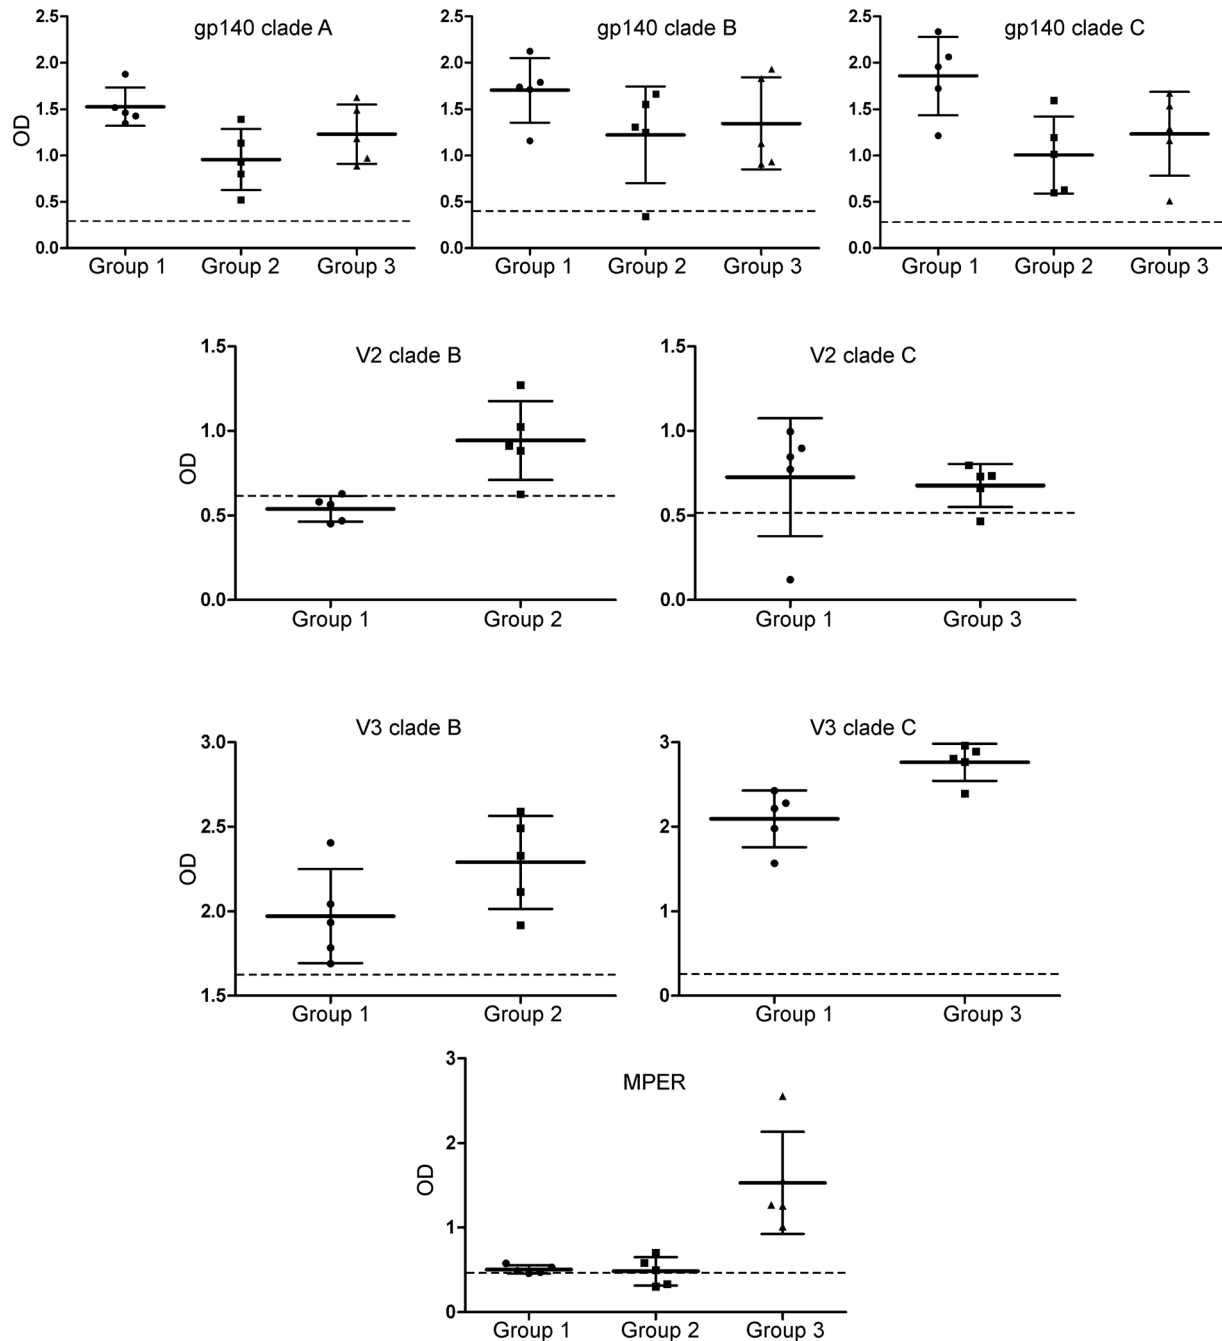 gp140 clade A
gp140 clade B
gp140 clade C
2.5
2.0
1.5
1.0
0.5
0.0
OD
Group 1 Group 2 Group 3
2.5
2.0
1.5
1.0
0.5
0.0
Group 1 Group 2 Group 3
2.5
2.0
1.5
1.0
0.5
0.0
Group 1 Group 2 Group 3
V2 clade B
1.5
1.0
0.5
0.0
OD
Group 1 Group 2
V2 clade C
1.5
1.0
0.5
0.0
Group 1 Group 3
V3 clade B
3.0
2.5
2.0
1.5
OD
Group 1 Group 2
V3 clade C
3
2
1
0
Group 1 Group 3
MPER
3
2
1
0
OD
Group 1 Group 2 Group 3